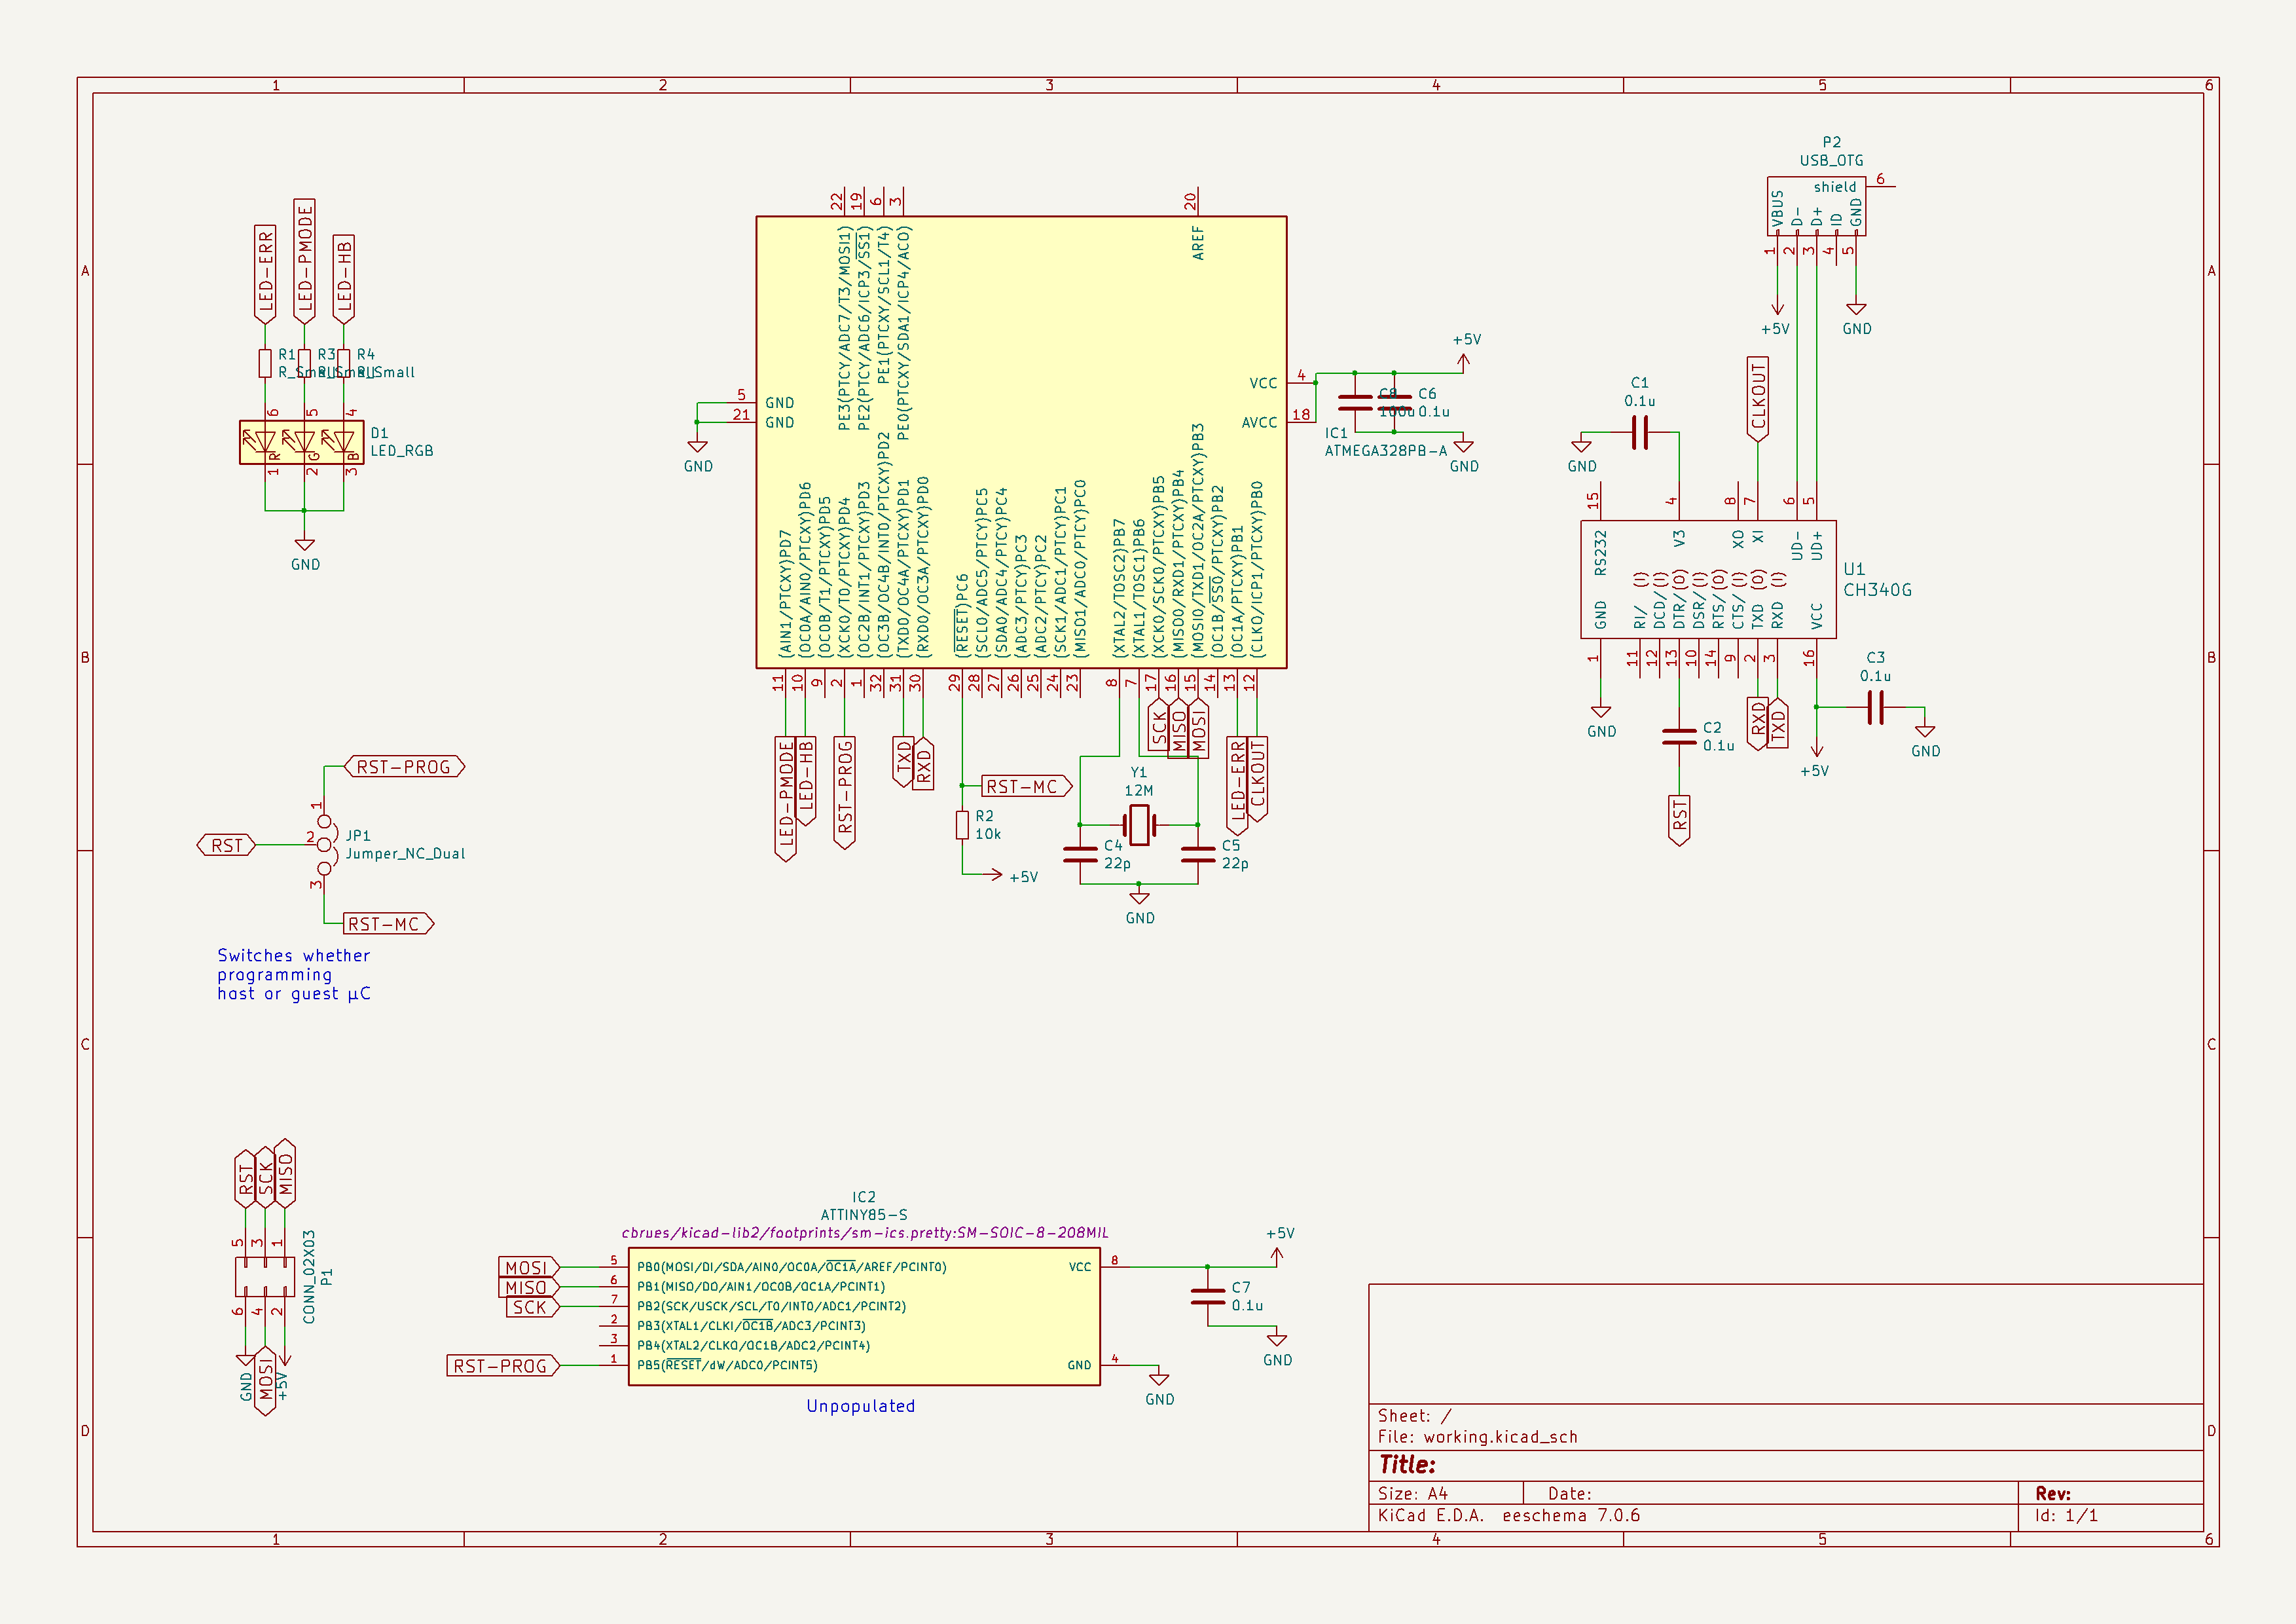 1 2 3 4 5 6
A
B
C
D
LED-ERR
LED-PMODE
LED-HB
R1
R_Small
R3
R_Small
R4
R_Small
6 5 4
R G B
1 2 3
D1
LED_RGB
GND
22 19 6 3
20
PE3(PTCY/ADC7/T3/MOSI1)
PE2(PTCY/ADC6/ICP3/SS1)
PE1(PTCXY/SCL1/T4)
PE0(PTCXY/SDA1/ICP4/ACO)
AREF
5 GND
21 GND
GND
VCC 4
AVCC 18
+5V
C8
100u
C6
0.1u
IC1
ATMEGA328PB-A
GND
(AIN1/PTCXY)PD7
(OC0A/AIN0/PTCXY)PD6
(OC0B/T1/PTCXY)PD5
(XCK0/T0/PTCXY)PD4
(OC2B/INT1/PTCXY)PD3
(OC3B/OC4B/INT0/PTCXY)PD2
(TXD0/OC4A/PTCXY)PD1
(RXD0/OC3A/PTCXY)PD0
(RESET)PC6
(SCL0/ADC5/PTCY)PC5
(SDA0/ADC4/PTCY)PC4
(ADC3/PTCY)PC3
(ADC2/PTCY)PC2
(SCK1/ADC1/PTCY)PC1
(MISO1/ADC0/PTCY)PC0
(XTAL2/TOSC2)PB7
(XTAL1/TOSC1)PB6
(XCK0/SCK0/PTCXY)PB5
(MISO0/RXD1/PTCXY)PB4
(MOSI0/TXD1/OC2A/PTCXY)PB3
(OC1B/SS0/PTCXY)PB2
(OC1A/PTCXY)PB1
(CLKO/ICP1/PTCXY)PB0
11 10 9 2 1 32 31 30 29 28 27 26 25 24 23 8 7 17 16 15 14 13 12
LED-PMODE
LED-HB
RST-PROG
TXD
RXD
RST-MC
R2
10k
+5V
SCK
MISO
MOSI
LED-ERR
CLKOUT
Y1
12M
C4
22p
C5
22p
GND
P2
USB_OTG
shield 6
VBUS
D-
D+
ID
GND
1 2 3 4 5
+5V
GND
CLKOUT
C1
0.1u
GND
15 4 8 7 6 5
RS232
V3
XO
XI
UD-
UD+
U1
CH340G
GND
RI/ (I)
DCD/(I)
DTR/(O)
DSR/(I)
RTS/(O)
CTS/ (I)
TXD (O)
RXD (I)
VCC
1 11 12 13 10 14 9 2 3 16
GND
C2
0.1u
RST
RXD
TXD
C3
0.1u
+5V
GND
RST-PROG
1
RST
2
3
JP1
Jumper_NC_Dual
RST-MC
Switches whether
programming
host or guest µC
RST
SCK
MISO
5 3 1
6 4 2
CONN_02X03
P1
GND
MOSI
+5V
IC2
ATTINY85-S
cbrues/kicad-lib2/footprints/sm-ics.pretty:SM-SOIC-8-208MIL
MOSI 5 PB0(MOSI/DI/SDA/AIN0/OC0A/OC1A/AREF/PCINT0)
MISO 6 PB1(MISO/DO/AIN1/OC0B/OC1A/PCINT1)
SCK 7 PB2(SCK/USCK/SCL/T0/INT0/ADC1/PCINT2)
2 PB3(XTAL1/CLKI/OC1B/ADC3/PCINT3)
3 PB4(XTAL2/CLKO/OC1B/ADC2/PCINT4)
RST-PROG 1 PB5(RESET/dW/ADC0/PCINT5)
VCC 8
GND 4
+5V
C7
0.1u
GND
GND
Unpopulated
Sheet: /
File: working.kicad_sch
Title:
Size: A4 Date: Rev:
KiCad E.D.A. eeschema 7.0.6 Id: 1/1
A
B
C
D
1 2 3 4 5 6